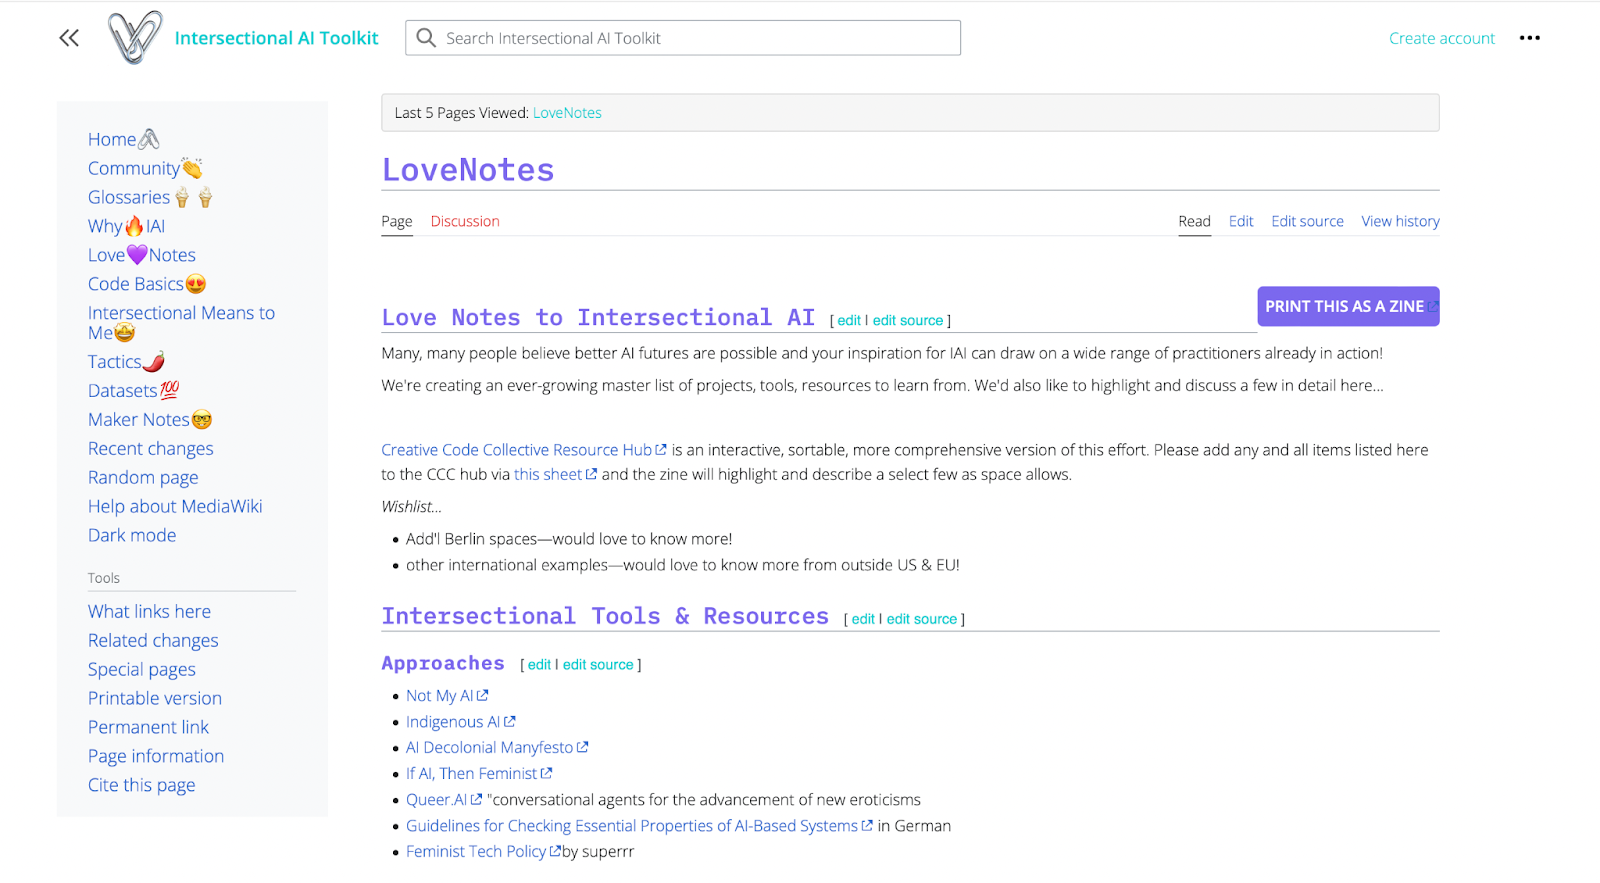 Intersectional AI Toolkit
Search Intersectional AI Toolkit
Create account
Home
Community
Glossaries
Why🔥IAI
Love💜Notes
Code Basics
Intersectional Means to
Me
Tactics
Datasets💯
Maker Notes
Recent changes
Random page
Help about MediaWiki
Dark mode
Tools
What links here
Related changes
Special pages
Printable version
Permanent link
Page information
Cite this page
Last 5 Pages Viewed: LoveNotes
LoveNotes
Page Discussion
Read Edit Edit source View history
PRINT THIS AS A ZINE
Love Notes to Intersectional AI [ edit | edit source ]
Many, many people believe better AI futures are possible and your inspiration for IAI can draw on a wide range of practitioners already in action!
We're creating an ever-growing master list of projects, tools, resources to learn from. We'd also like to highlight and discuss a few in detail here...
Creative Code Collective Resource Hub is an interactive, sortable, more comprehensive version of this effort. Please add any and all items listed here
to the CCC hub via this sheet and the zine will highlight and describe a select few as space allows.
Wishlist...
• Add'l Berlin spaces—would love to know more!
• other international examples—would love to know more from outside US & EU!
Intersectional Tools & Resources [ edit | edit source ]
Approaches [ edit | edit source ]
• Not My AI
• Indigenous AI
• AI Decolonial Manyfesto
• If AI, Then Feminist
• Queer.AI "conversational agents for the advancement of new eroticisms
• Guidelines for Checking Essential Properties of AI-Based Systems in German
• Feminist Tech Policy by superrr